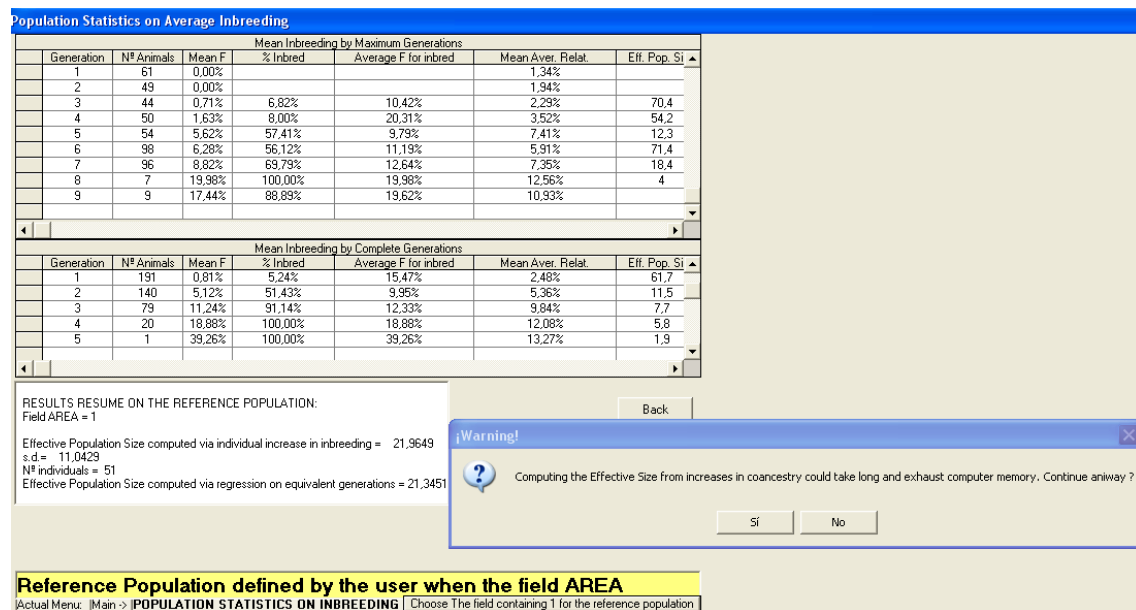 Population Statistics on Average Inbreeding
Mean Inbreeding by Maximum Generations
Generation Nº Animals Mean F % Inbred Average F for inbred Mean Aver. Relat. Eff. Pop. Si
1 61 0,00% 1,34%
2 49 0,00% 1,94%
3 44 0,71% 6,82% 10,42% 2,29% 70,4
4 50 1,63% 8,00% 20,31% 3,52% 54,2
5 54 5,62% 57,41% 9,79% 7,41% 12,3
6 98 6,28% 56,12% 11,19% 5,91% 71,4
7 96 8,82% 69,79% 12,64% 7,35% 18,4
8 7 19,98% 100,00% 19,98% 12,56% 4
9 9 17,44% 88,89% 19,62% 10,93%
Mean Inbreeding by Complete Generations
Generation Nº Animals Mean F % Inbred Average F for inbred Mean Aver. Relat. Eff. Pop. Si
1 191 0,81% 5,24% 15,47% 2,48% 61,7
2 140 5,12% 51,43% 9,95% 5,36% 11,5
3 79 11,24% 91,14% 12,33% 9,84% 7,7
4 20 18,88% 100,00% 18,88% 12,08% 5,8
5 1 39,26% 100,00% 39,26% 13,27% 1,9
RESULTS RESUME ON THE REFERENCE POPULATION:
Field AREA = 1
Effective Population Size computed via individual increase in inbreeding = 21,9649
s.d.= 11,0429
Nº individuals = 51
Effective Population Size computed via regression on equivalent generations = 21,3451
Back
¡Warning!
Computing the Effective Size from increases in coancestry could take long and exhaust computer memory. Continue aniway ?
Sí No
Reference Population defined by the user when the field AREA
Actual Menu: |Main -> |POPULATION STATISTICS ON INBREEDING Choose The field containing 1 for the reference population